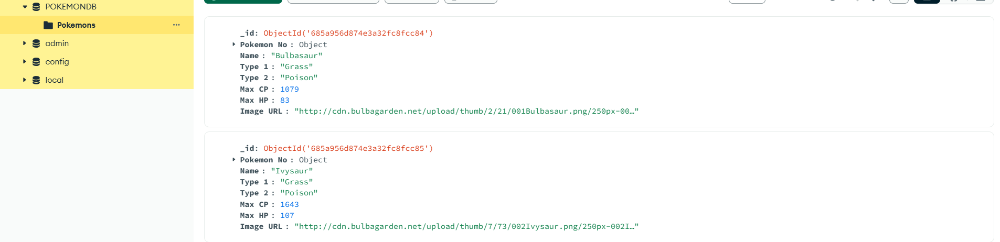 POKEMONDB
Pokemons
admin
config
local
_id: ObjectId('685a956d874e3a32fc8fcc84')
Pokemon No : Object
Name : "Bulbasaur"
Type 1 : "Grass"
Type 2 : "Poison"
Max CP : 1079
Max HP : 83
Image URL : "http://cdn.bulbagarden.net/upload/thumb/2/21/001Bulbasaur.png/250px-00…"
_id: ObjectId('685a956d874e3a32fc8fcc85')
Pokemon No : Object
Name : "Ivysaur"
Type 1 : "Grass"
Type 2 : "Poison"
Max CP : 1643
Max HP : 107
Image URL : "http://cdn.bulbagarden.net/upload/thumb/7/73/002Ivysaur.png/250px-002I…"